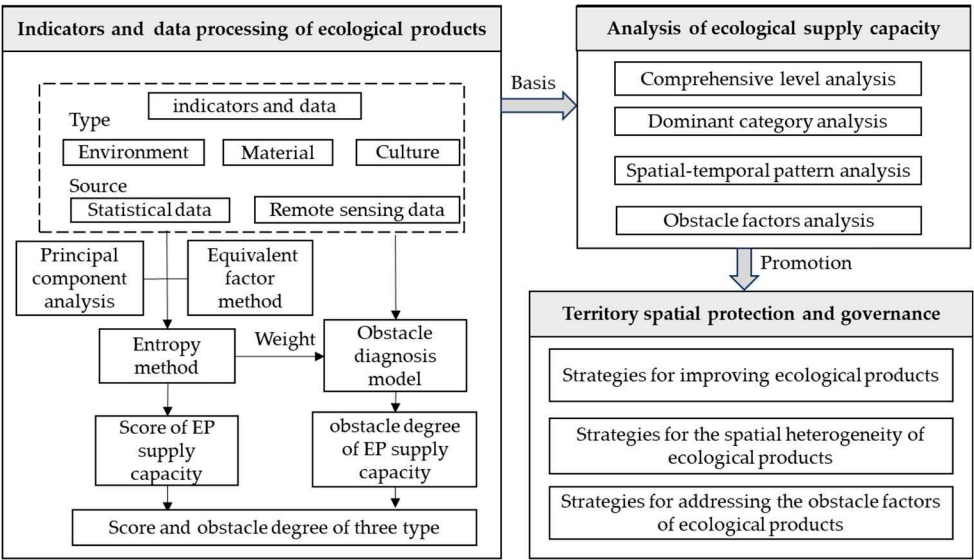 Indicators and data processing of ecological products
indicators and data
Type
Environment
Material
Culture
Source
Statistical data
Remote sensing data
Principal
component
analysis
Equivalent
factor
method
Entropy
method
Weight
Obstacle
diagnosis
model
Score of EP
supply
capacity
obstacle degree
of EP supply
capacity
Score and obstacle degree of three type
Basis
Analysis of ecological supply capacity
Comprehensive level analysis
Dominant category analysis
Spatial-temporal pattern analysis
Obstacle factors analysis
Promotion
Territory spatial protection and governance
Strategies for improving ecological products
Strategies for the spatial heterogeneity of
ecological products
Strategies for addressing the obstacle factors
of ecological products